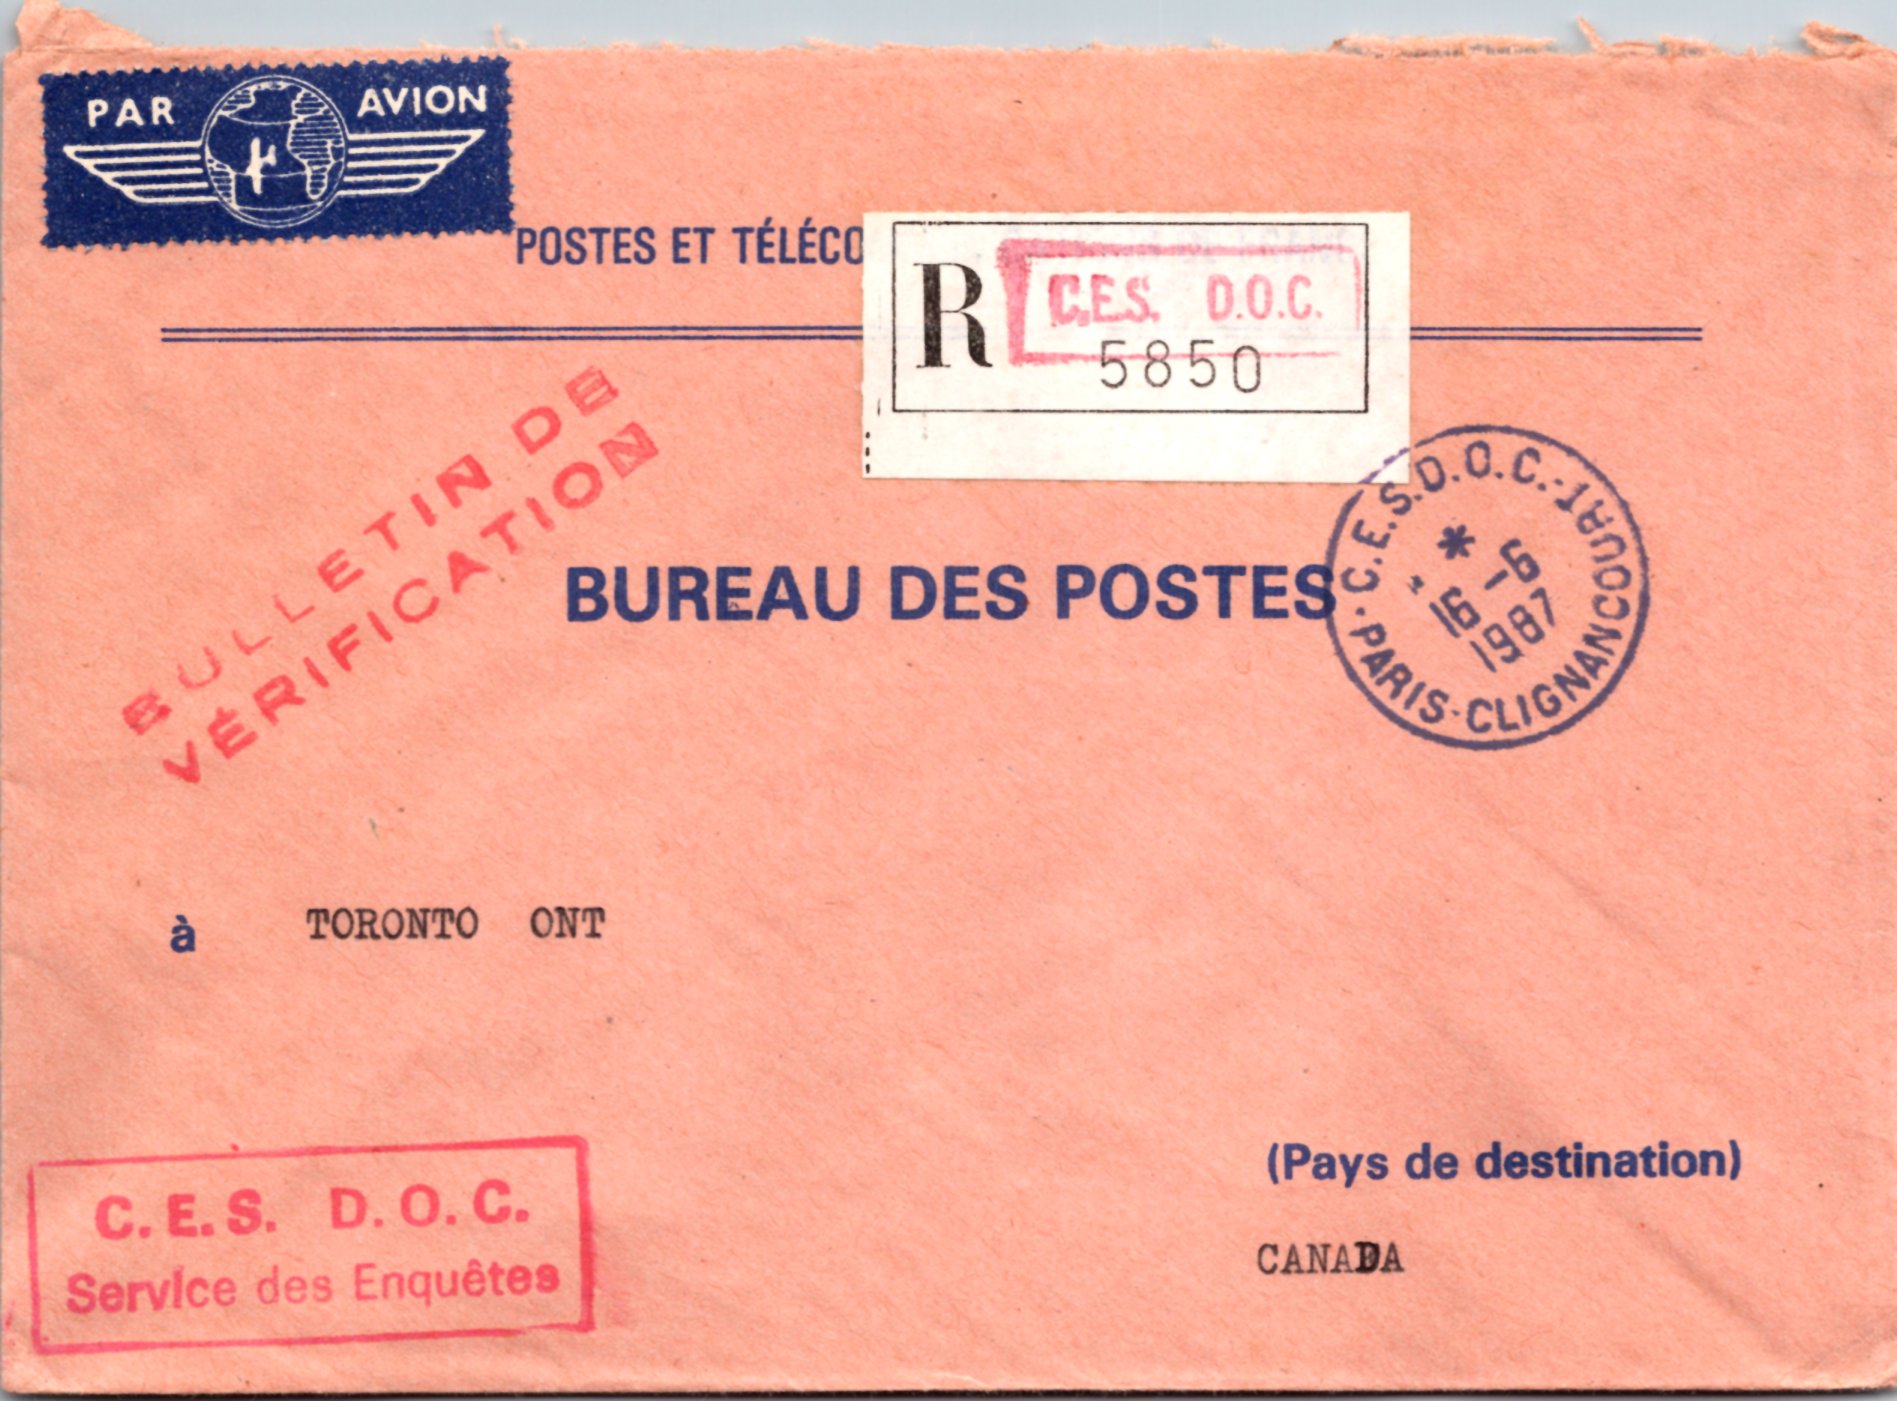 PAR AVION
POSTES ET TÉLÉCO
R
C.E.S. D.O.C.
5850
BULLETIN DE
VÉRIFICATION
BUREAU DES POSTES
C.E.S.D.O.C.-TRI
PARIS-CLIGNANCOURT
* 6
16 -
1987
à TORONTO ONT
(Pays de destination)
CANADA
C.E.S. D.O.C.
Service des Enquêtes